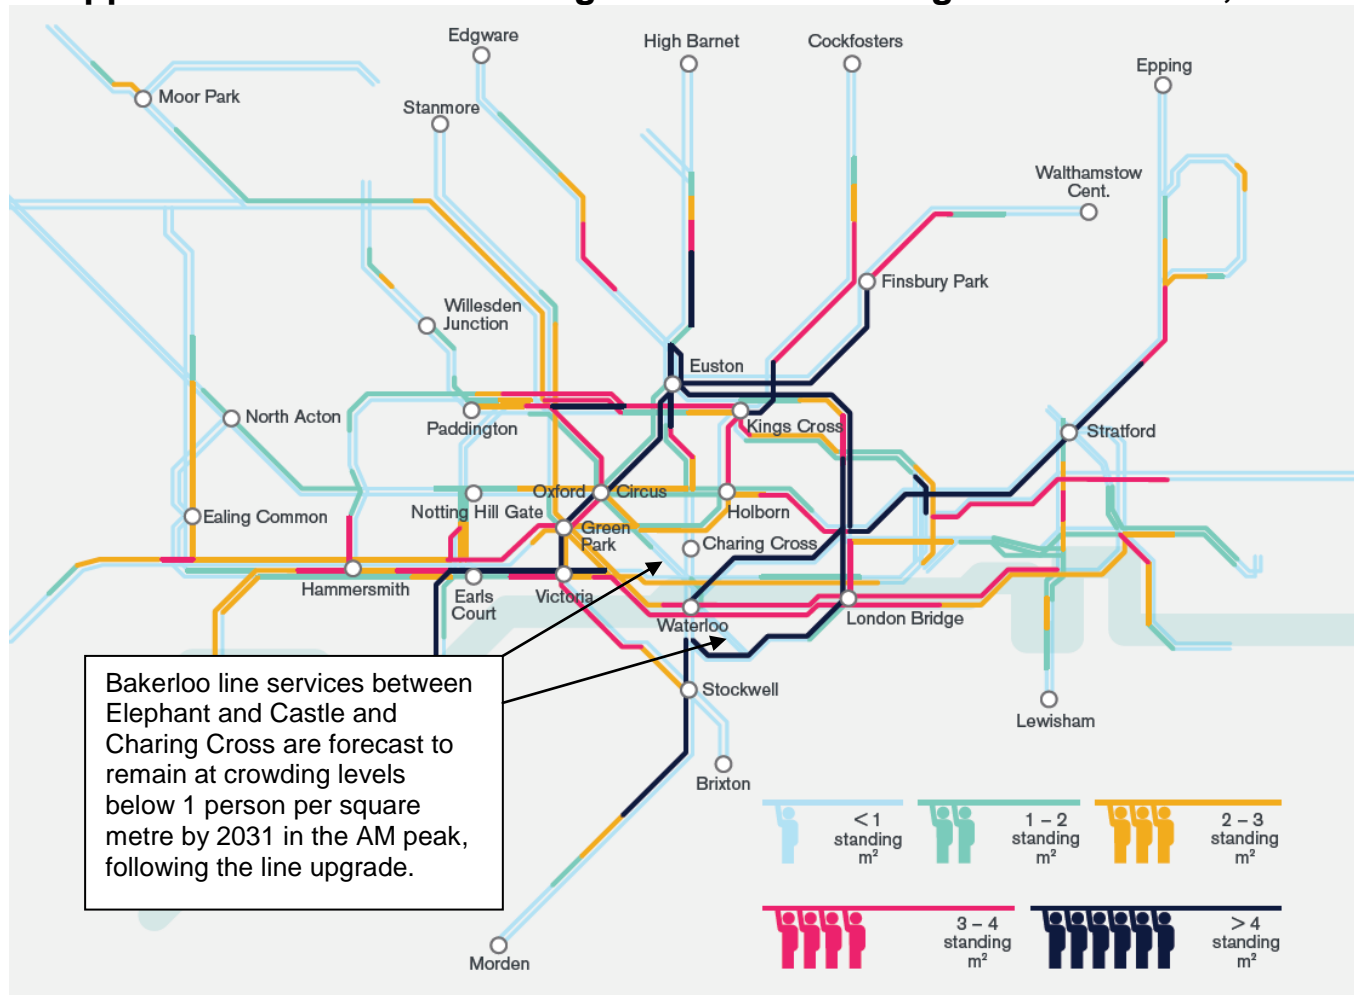 Edgware
High Barnet
Cockfosters
Epping
Moor Park
Stanmore
Walthamstow
Cent.
Finsbury Park
Willesden
Junction
Euston
North Acton
Paddington
Kings Cross
Stratford
Oxford Circus
Notting Hill Gate
Holborn
Ealing Common
Green
Park
Charing Cross
Hammersmith
Earls
Court
Victoria
Waterloo
London Bridge
Stockwell
Lewisham
Brixton
Morden
Bakerloo line services between
Elephant and Castle and
Charing Cross are forecast to
remain at crowding levels
below 1 person per square
metre by 2031 in the AM peak,
following the line upgrade.
< 1
standing
m²
1 – 2
standing
m²
2 – 3
standing
m²
3 – 4
standing
m²
> 4
standing
m²